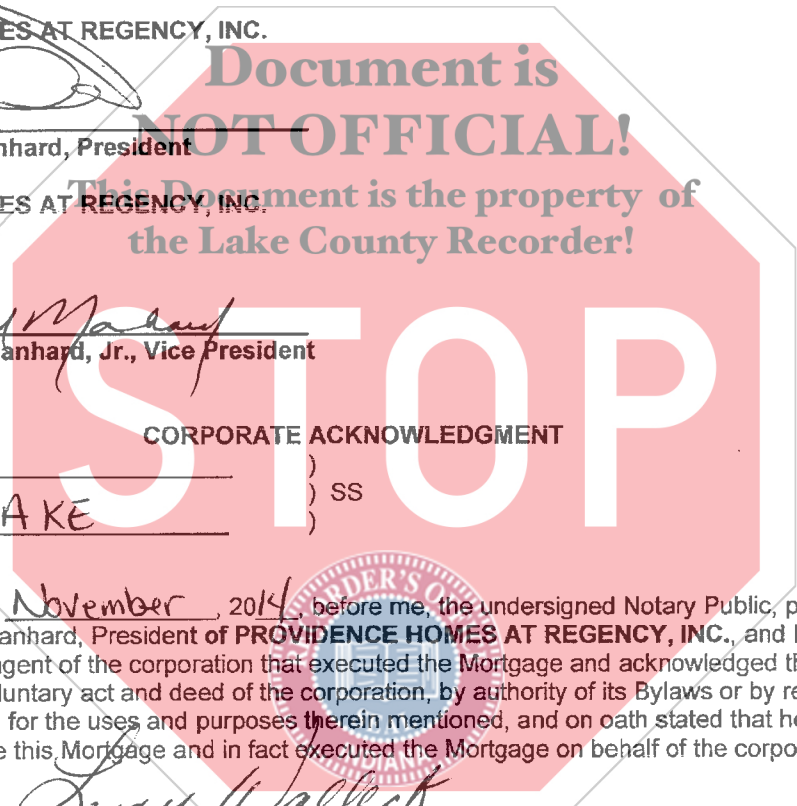 ES AT REGENCY, INC.
Document is
NOT OFFICIAL!
nhard, President
This Document is the property of
ES AT REGENCY, INC.
the Lake County Recorder!
STOP
anhard, Jr., Vice President
CORPORATE ACKNOWLEDGMENT
)
) SS
AKE )
November, 2014, before me, the undersigned Notary Public, p
anhard, President of PROVIDENCE HOMES AT REGENCY, INC., and
gent of the corporation that executed the Mortgage and acknowledged th
luntary act and deed of the corporation, by authority of its Bylaws or by re
for the uses and purposes therein mentioned, and on oath stated that he
e this Mortgage and in fact executed the Mortgage on behalf of the corpo